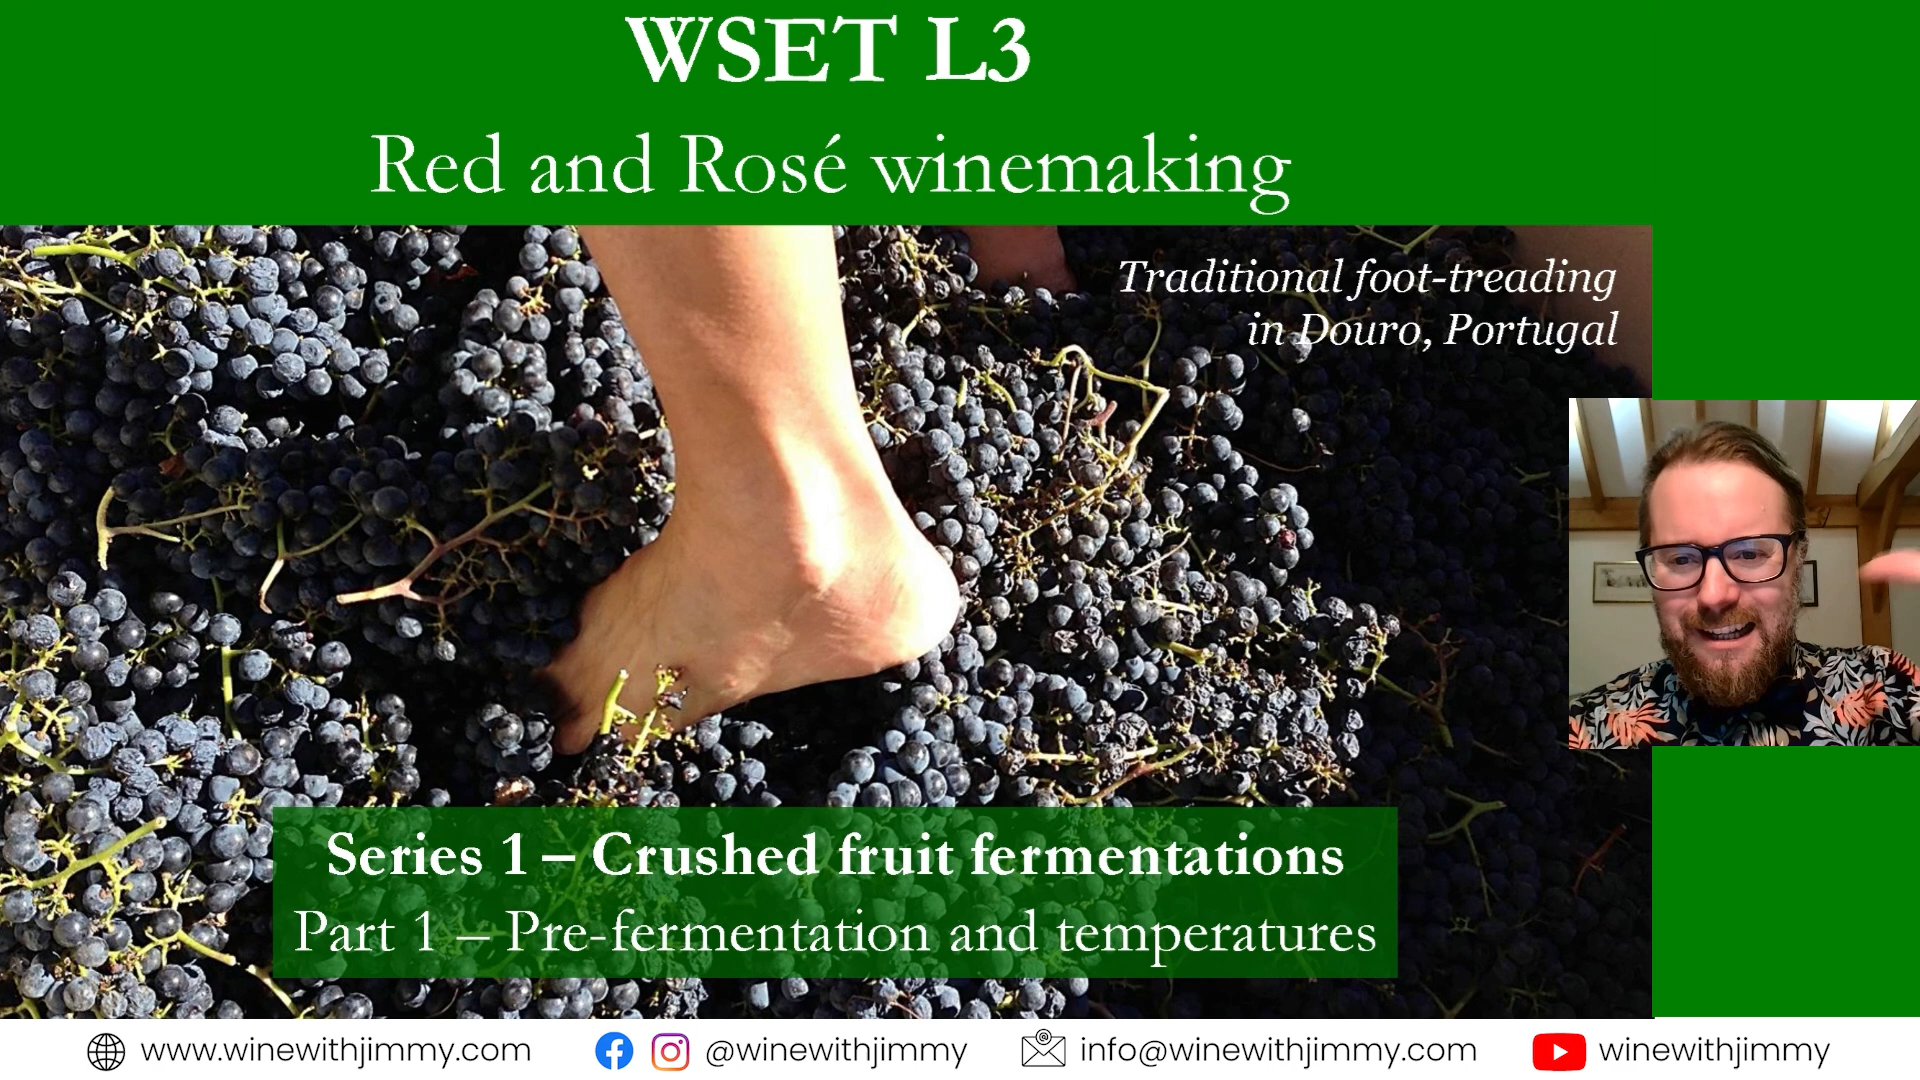 WSET L3
Red and Rosé winemaking
Traditional foot-treading
in Douro, Portugal
Series 1 – Crushed fruit fermentations
Part 1 – Pre-fermentation and temperatures
www.winewithjimmy.com @winewithjimmy info@winewithjimmy.com winewithjimmy